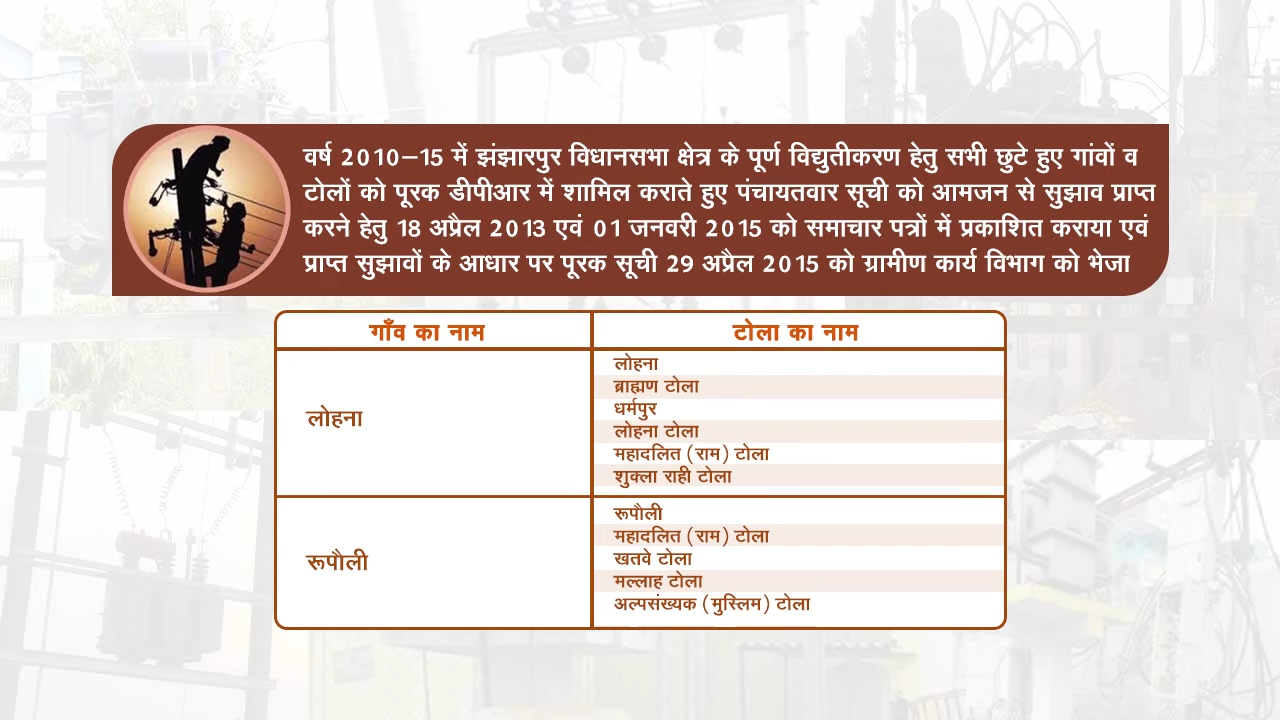 वर्ष 2010–15 में झंझारपुर विधानसभा क्षेत्र के पूर्ण विद्युतीकरण हेतु सभी छुटे हुए गांवों व
टोलों को पूरक डीपीआर में शामिल कराते हुए पंचायतवार सूची को आमजन से सुझाव प्राप्त
करने हेतु 18 अप्रैल 2013 एवं 01 जनवरी 2015 को समाचार पत्रों में प्रकाशित कराया एवं
प्राप्त सुझावों के आधार पर पूरक सूची 29 अप्रैल 2015 को ग्रामीण कार्य विभाग को भेजा
गाँव का नाम टोला का नाम
लोहना
लोहना
ब्राह्मण टोला
धर्मपुर
लोहना टोला
महादलित (राम) टोला
शुक्ला राही टोला
रूपौली
रूपौली
महादलित (राम) टोला
खतवे टोला
मल्लाह टोला
अल्पसंख्यक (मुस्लिम) टोला